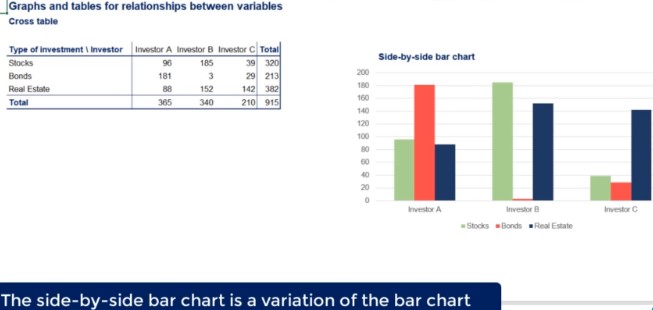 Graphs and tables for relationships between variables
Cross table
Type of investment \ Investor Investor A Investor B Investor C Total
Stocks 96 185 39 320
Bonds 181 3 29 213
Real Estate 88 152 142 382
Total 365 340 210 915
Side-by-side bar chart
200
180
160
140
120
100
80
60
40
20
0
Investor A Investor B Investor C
Stocks Bonds Real Estate
The side-by-side bar chart is a variation of the bar chart